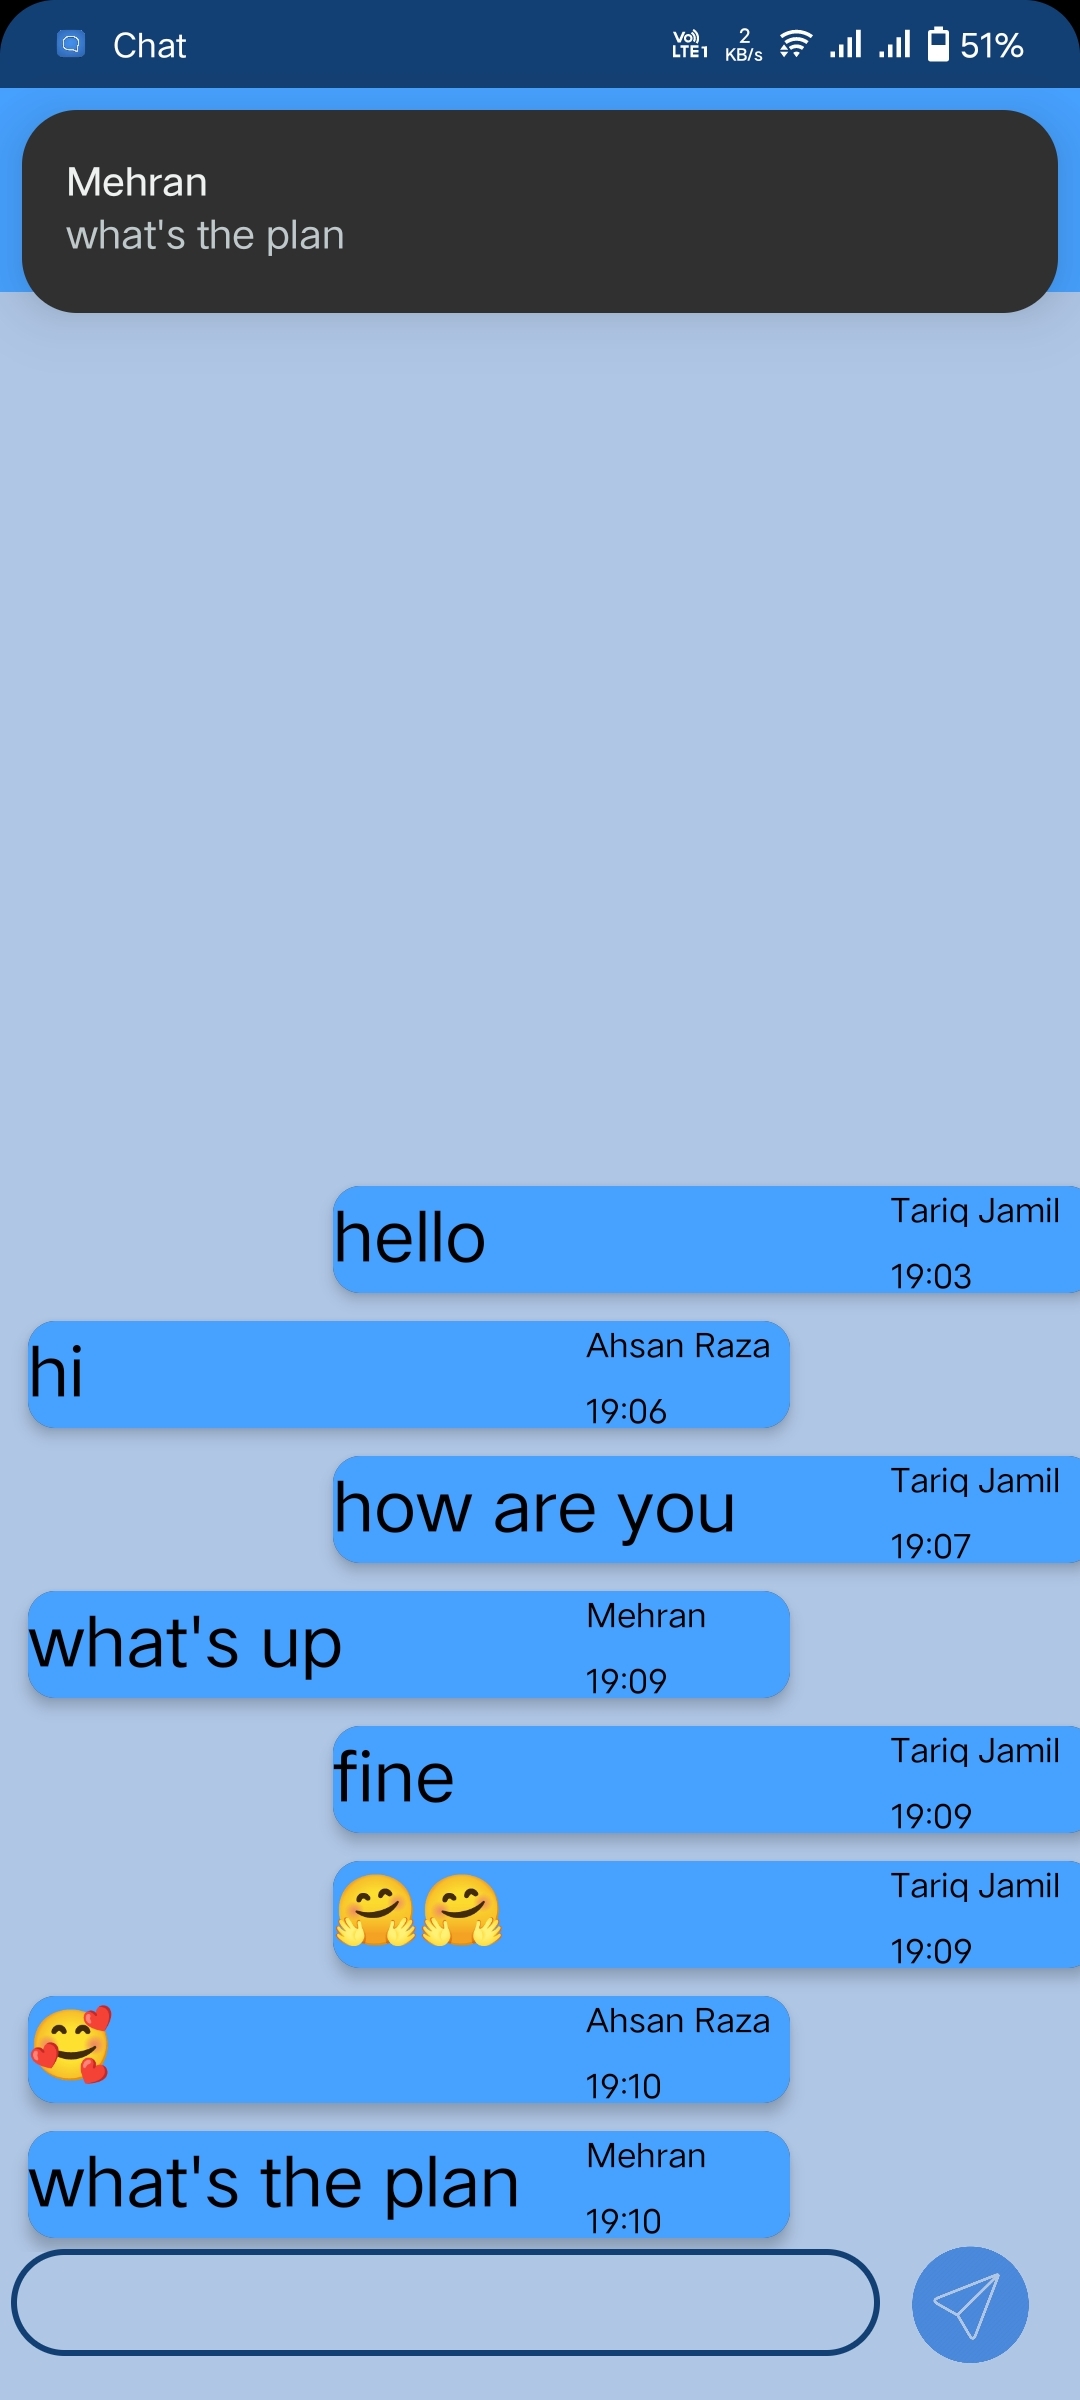 Chat
Vo) LTE1 2 KB/s 51%
Mehran
what's the plan
hello
Tariq Jamil
19:03
hi
Ahsan Raza
19:06
how are you
Tariq Jamil
19:07
what's up
Mehran
19:09
fine
Tariq Jamil
19:09
🤗🤗
Tariq Jamil
19:09
🥰
Ahsan Raza
19:10
what's the plan
Mehran
19:10